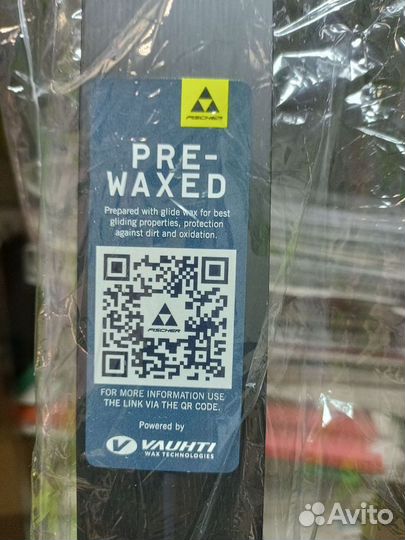 FISCHER
PRE-
WAXED
Prepared with glide wax for best
gliding properties, protection
against dirt and oxidation.
FISCHER
FOR MORE INFORMATION USE
THE LINK VIA THE QR CODE.
Powered by
VAUHTI
WAX TECHNOLOGIES
Avito